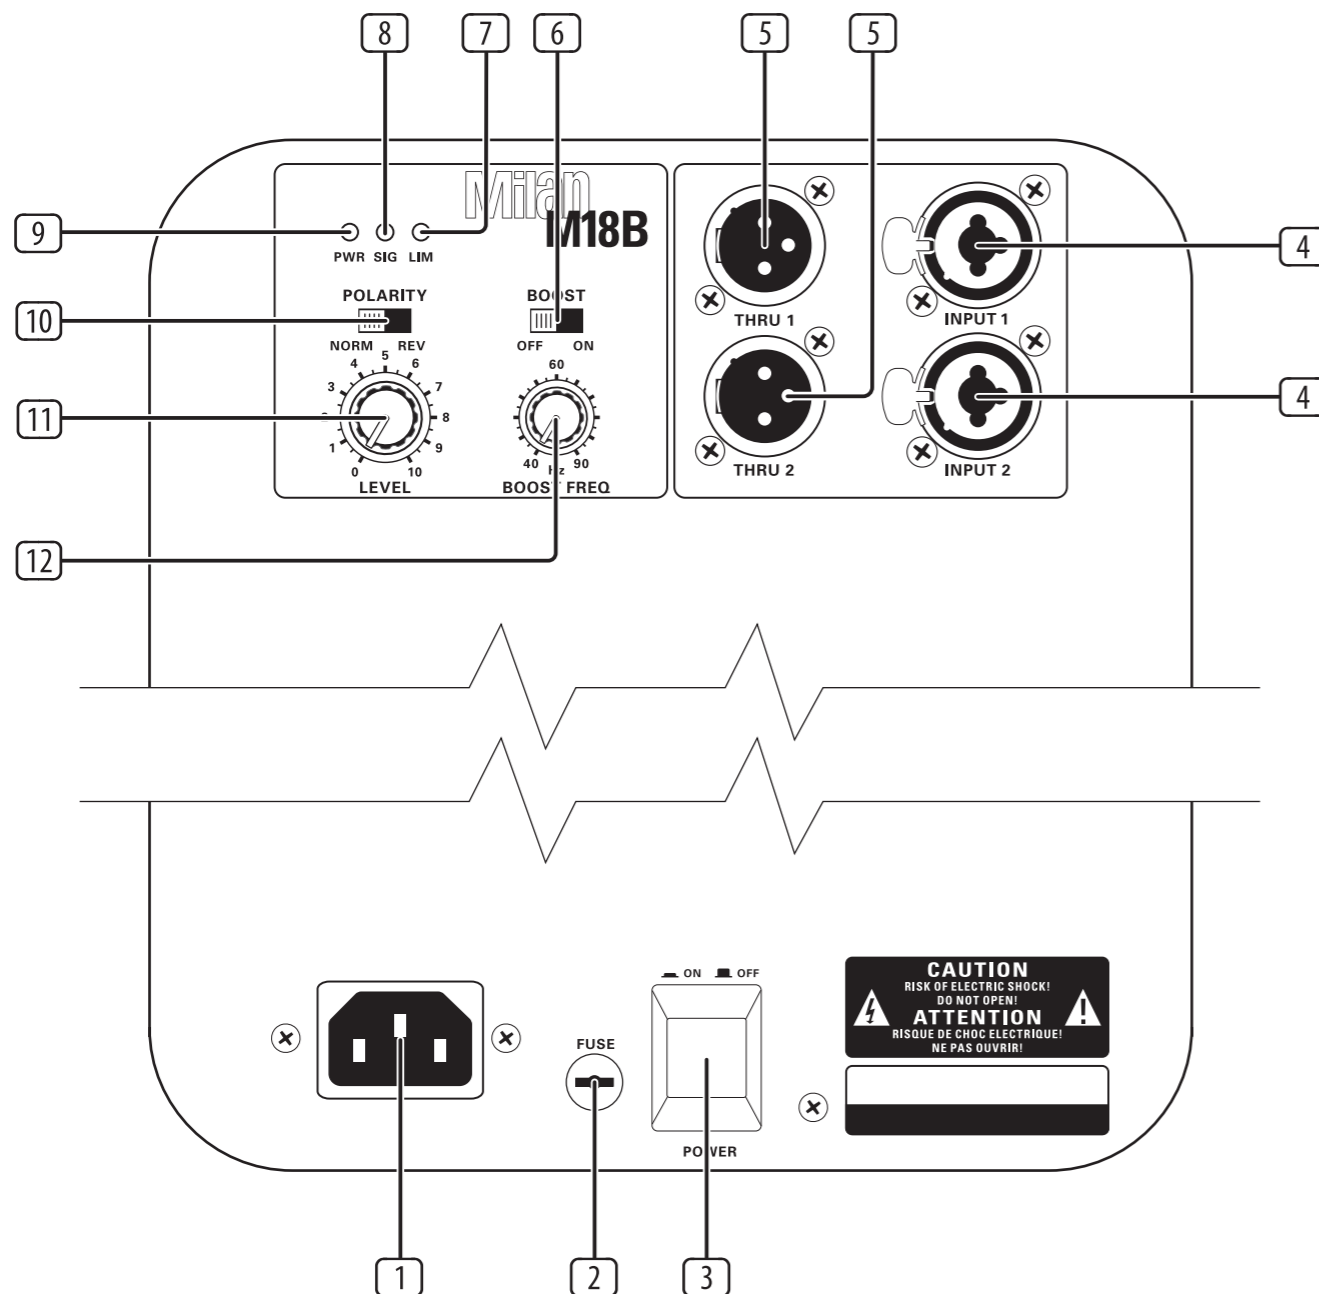 8 7 6 5 5
Milan
M18B
9
PWR SIG LIM
4
POLARITY BOOST
10
THRU 1 INPUT 1
NORM REV OFF ON
5
4 6
60
3 7
11
8
4
1 9
0 10
40 Hz 90
THRU 2 INPUT 2
LEVEL BOOST FREQ
12
ON OFF
CAUTION
RISK OF ELECTRIC SHOCK!
DO NOT OPEN!
ATTENTION
RISQUE DE CHOC ELECTRIQUE!
NE PAS OUVRIR!
FUSE
POWER
1 2 3